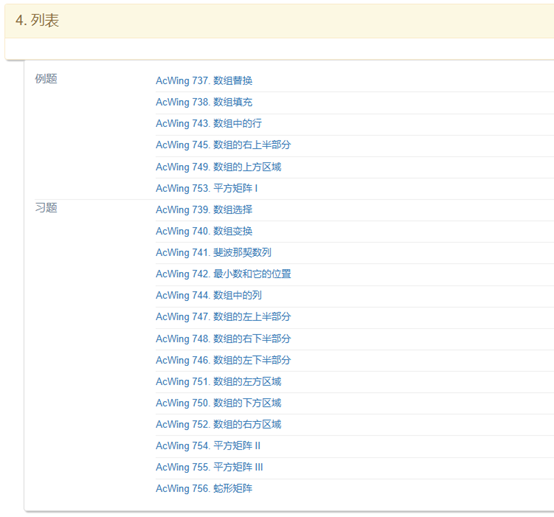 4. 列表
例题
AcWing 737. 数组替换
AcWing 738. 数组填充
AcWing 743. 数组中的行
AcWing 745. 数组的右上半部分
AcWing 749. 数组的上方区域
AcWing 753. 平方矩阵 I
习题
AcWing 739. 数组选择
AcWing 740. 数组变换
AcWing 741. 斐波那契数列
AcWing 742. 最小数和它的位置
AcWing 744. 数组中的列
AcWing 747. 数组的左上半部分
AcWing 748. 数组的右下半部分
AcWing 746. 数组的左下半部分
AcWing 751. 数组的左方区域
AcWing 750. 数组的下方区域
AcWing 752. 数组的右方区域
AcWing 754. 平方矩阵 II
AcWing 755. 平方矩阵 III
AcWing 756. 蛇形矩阵